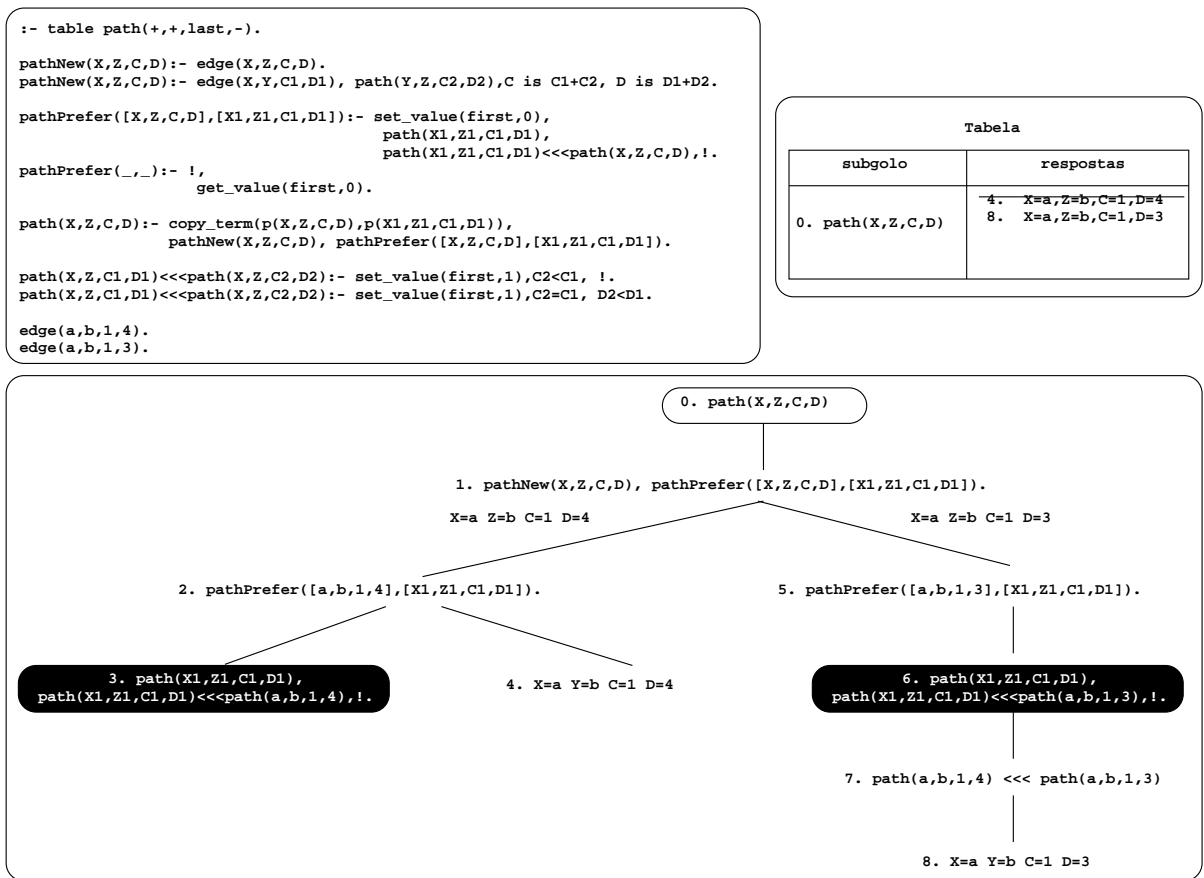 :- table path(+,+,last,-).
pathNew(X,Z,C,D):- edge(X,Z,C,D).
pathNew(X,Z,C,D):- edge(X,Y,C1,D1), path(Y,Z,C2,D2),C is C1+C2, D is D1+D2.
pathPrefer([X,Z,C,D],[X1,Z1,C1,D1]):- set_value(first,0),
path(X1,Z1,C1,D1),
path(X1,Z1,C1,D1)<<<path(X,Z,C,D),!.
pathPrefer(_,_):- !,
get_value(first,0).
path(X,Z,C,D):- copy_term(p(X,Z,C,D),p(X1,Z1,C1,D1)),
pathNew(X,Z,C,D), pathPrefer([X,Z,C,D],[X1,Z1,C1,D1]).
path(X,Z,C1,D1)<<<path(X,Z,C2,D2):- set_value(first,1),C2<C1, !.
path(X,Z,C1,D1)<<<path(X,Z,C2,D2):- set_value(first,1),C2=C1, D2<D1.
edge(a,b,1,4).
edge(a,b,1,3).
Tabela
subgolo respostas
0. path(X,Z,C,D)
4. X=a,Z=b,C=1,D=4
8. X=a,Z=b,C=1,D=3
0. path(X,Z,C,D)
1. pathNew(X,Z,C,D), pathPrefer([X,Z,C,D],[X1,Z1,C1,D1]).
X=a Z=b C=1 D=4
X=a Z=b C=1 D=3
2. pathPrefer([a,b,1,4],[X1,Z1,C1,D1]).
5. pathPrefer([a,b,1,3],[X1,Z1,C1,D1]).
3. path(X1,Z1,C1,D1),
path(X1,Z1,C1,D1)<<<path(a,b,1,4),!.
4. X=a Y=b C=1 D=4
6. path(X1,Z1,C1,D1),
path(X1,Z1,C1,D1)<<<path(a,b,1,3),!.
7. path(a,b,1,4) <<< path(a,b,1,3)
8. X=a Y=b C=1 D=3